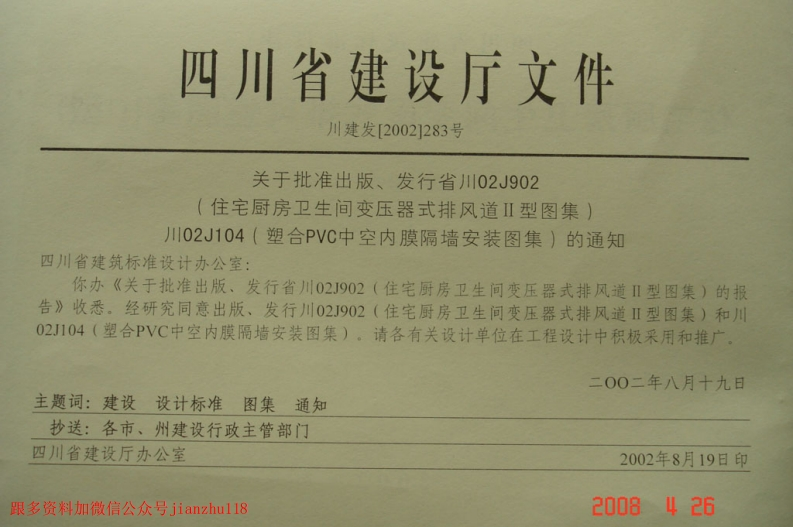 四川省建设厅文件
川建发[2002]283号
关于批准出版、发行省川02J902
（住宅厨房卫生间变压器式排风道Ⅱ型图集）
川02J104（塑合PVC中空内膜隔墙安装图集）的通知
四川省建筑标准设计办公室：
你办《关于批准出版、发行省川02J902（住宅厨房卫生间变压器式排风道Ⅱ型图集）的报
告》收悉。经研究同意出版、发行川02J902（住宅厨房卫生间变压器式排风道Ⅱ型图集）和川
02J104（塑合PVC中空内膜隔墙安装图集）。请各有关设计单位在工程设计中积极采用和推广。
二OO二年八月十九日
主题词：建设 设计标准 图集 通知
抄送：各市、州建设行政主管部门
四川省建设厅办公室 2002年8月19日印
跟多资料加微信公众号jianzhu118
2008 4 26